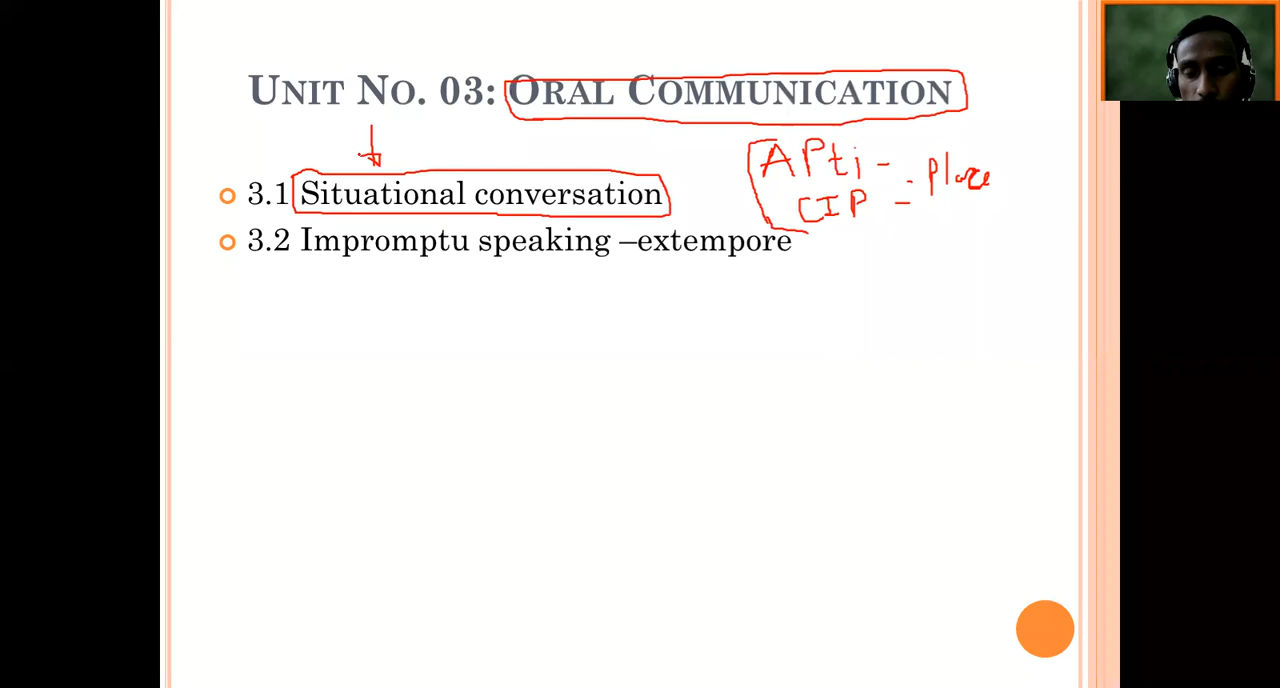 UNIT NO. 03: ORAL COMMUNICATION
3.1 Situational conversation
3.2 Impromptu speaking –extempore
APti -
CIP = place